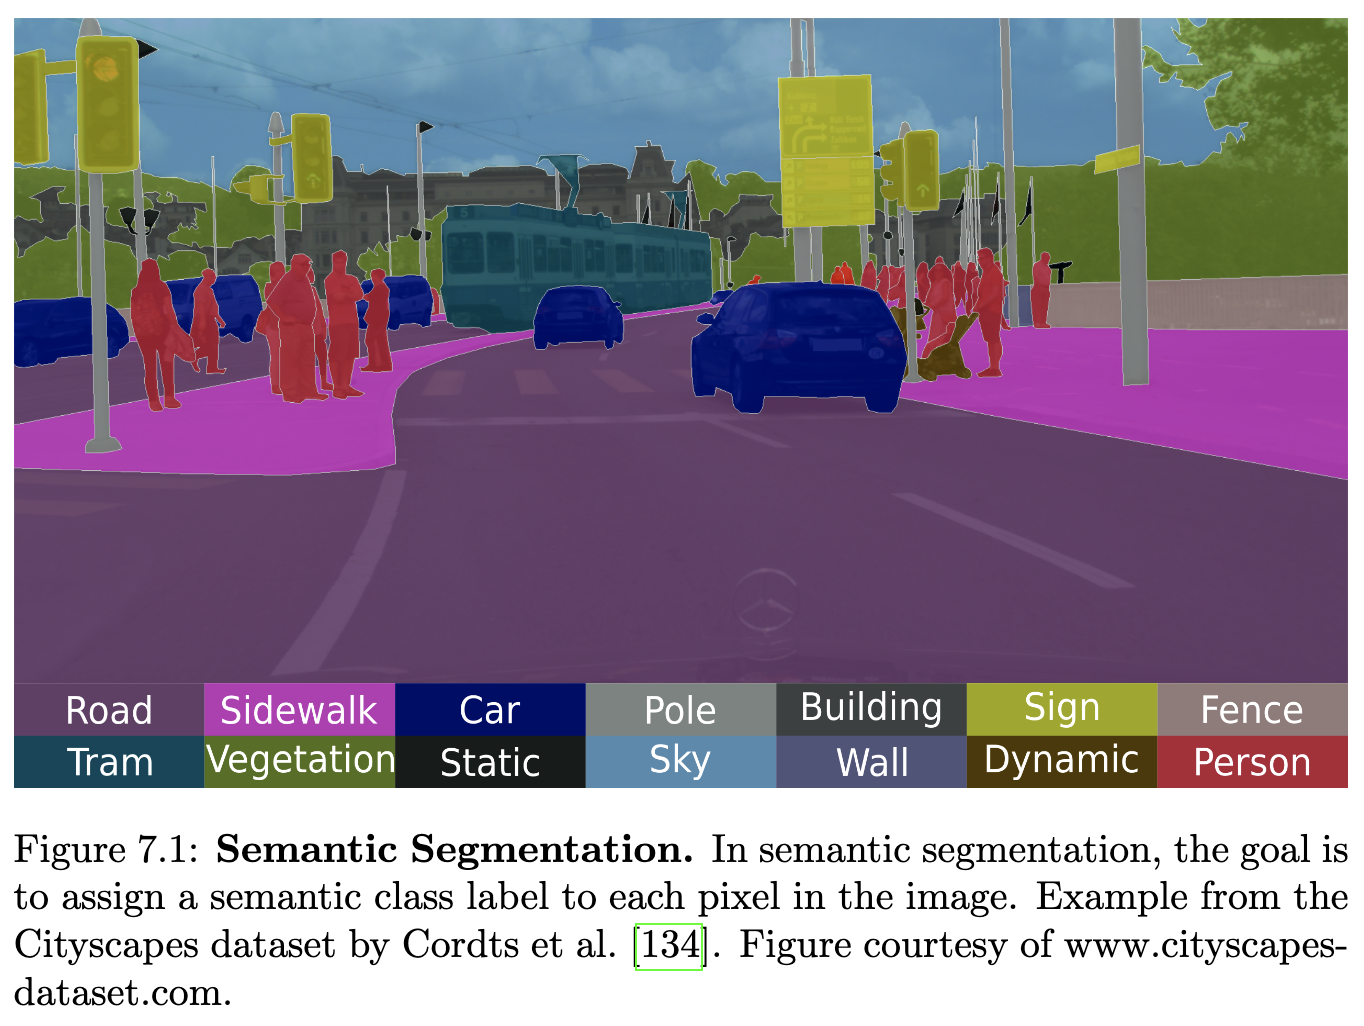 5
Road Sidewalk Car Pole Building Sign Fence
Tram Vegetation Static Sky Wall Dynamic Person
Figure 7.1: Semantic Segmentation. In semantic segmentation, the goal is
to assign a semantic class label to each pixel in the image. Example from the
Cityscapes dataset by Cordts et al. [134]. Figure courtesy of www.cityscapes-
dataset.com.